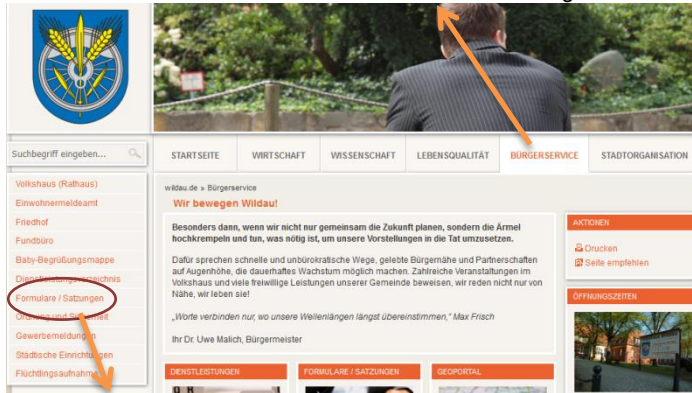 Suchbegriff eingeben...
STARTSEITE WIRTSCHAFT WISSENSCHAFT LEBENSQUALITÄT BÜRGERSERVICE STADTORGANISATION
Volkshaus (Rathaus)
Einwohnermeldeamt
Friedhof
Fundbüro
Baby-Begrüßungsmappe
Dienstleistungsverzeichnis
Formulare / Satzungen
Ordnung und Sicherheit
Gewerbemeldungen
Städtische Einrichtungen
Flüchtlingsaufnahme
wildau.de » Bürgerservice
Wir bewegen Wildau!
Besonders dann, wenn wir nicht nur gemeinsam die Zukunft planen, sondern die Ärmel
hochkrempeln und tun, was nötig ist, um unsere Vorstellungen in die Tat umzusetzen.
Dafür sprechen schnelle und unbürokratische Wege, gelebte Bürgernähe und Partnerschaften
auf Augenhöhe, die dauerhaftes Wachstum möglich machen. Zahlreiche Veranstaltungen im
Volkshaus und viele freiwillige Leistungen unserer Gemeinde beweisen, wir reden nicht nur von
Nähe, wir leben sie!
„Worte verbinden nur, wo unsere Wellenlängen längst übereinstimmen,“ Max Frisch
Ihr Dr. Uwe Malich, Bürgermeister
AKTIONEN
Drucken
Seite empfehlen
ÖFFNUNGSZEITEN
DIENSTLEISTUNGEN FORMULARE / SATZUNGEN GEOPORTAL